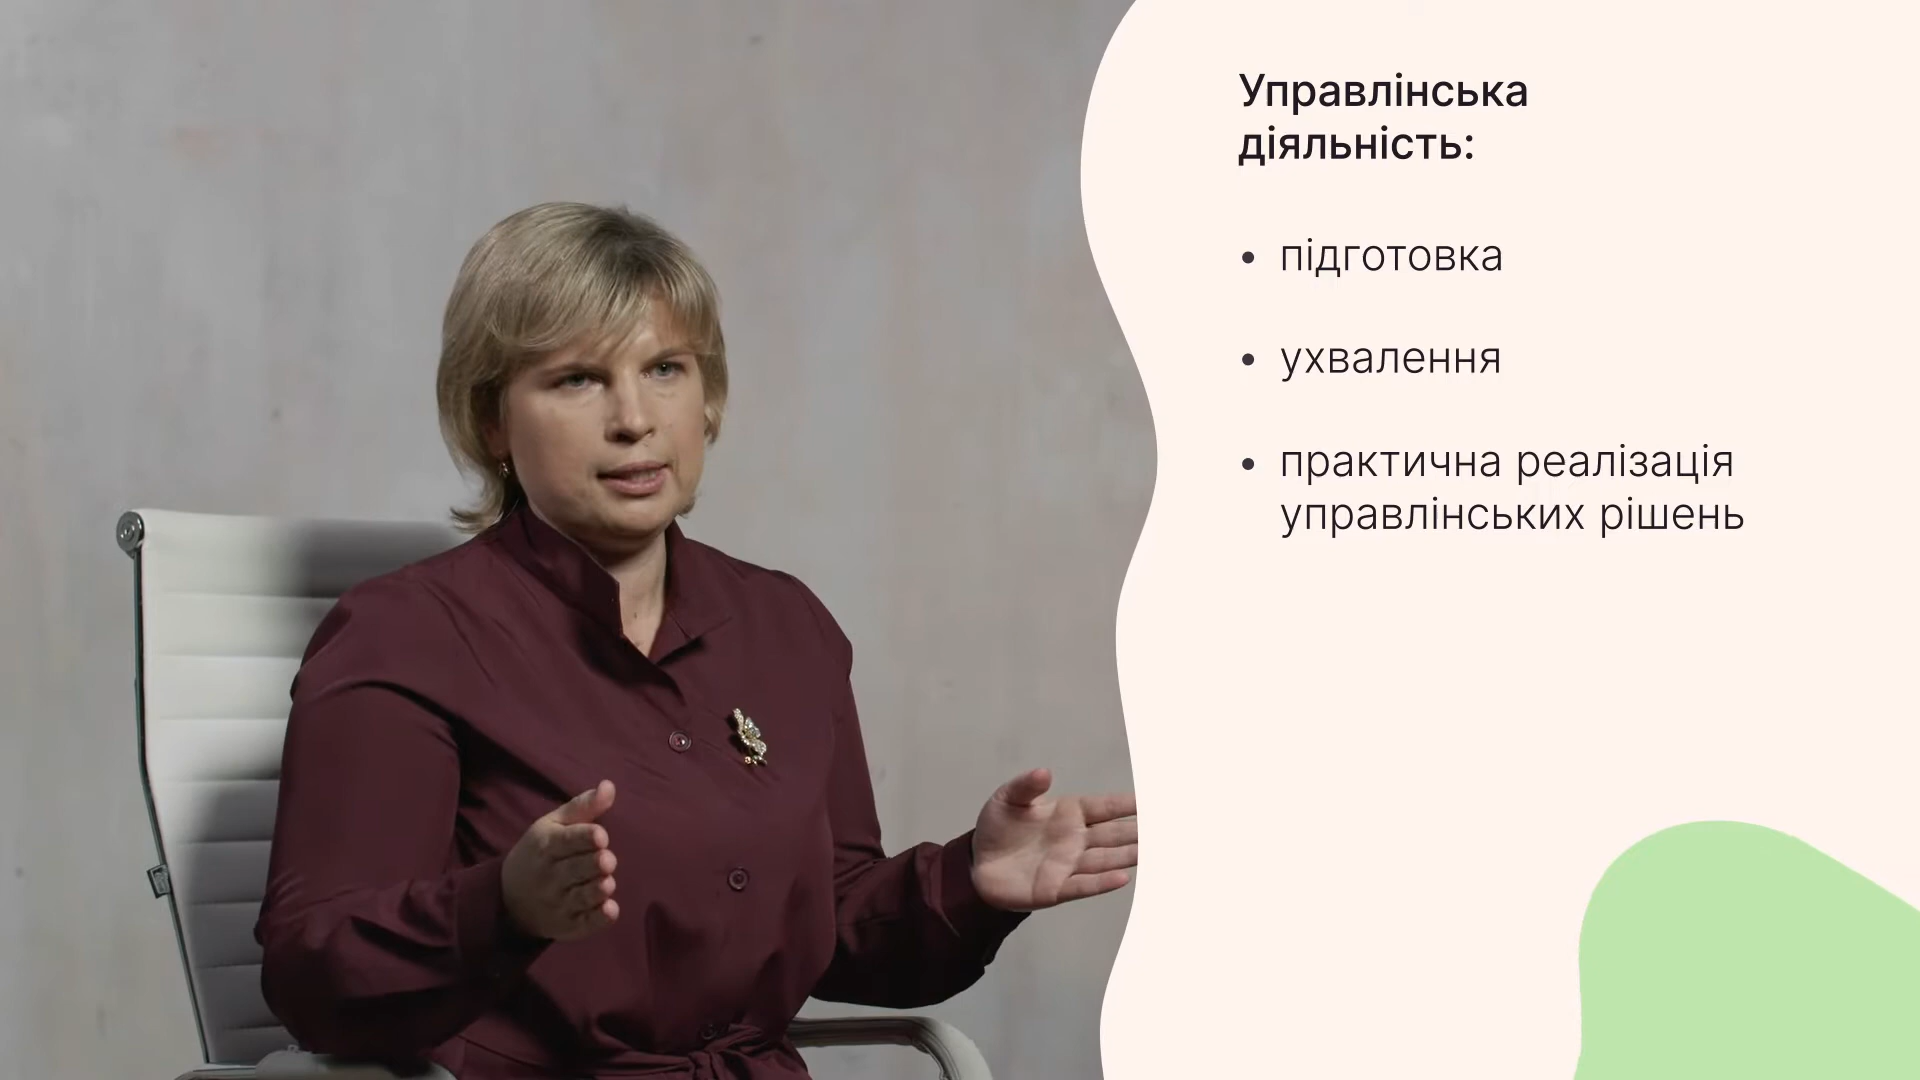 Управлінська
діяльність:
• підготовка
• ухвалення
• практична реалізація
управлінських рішень